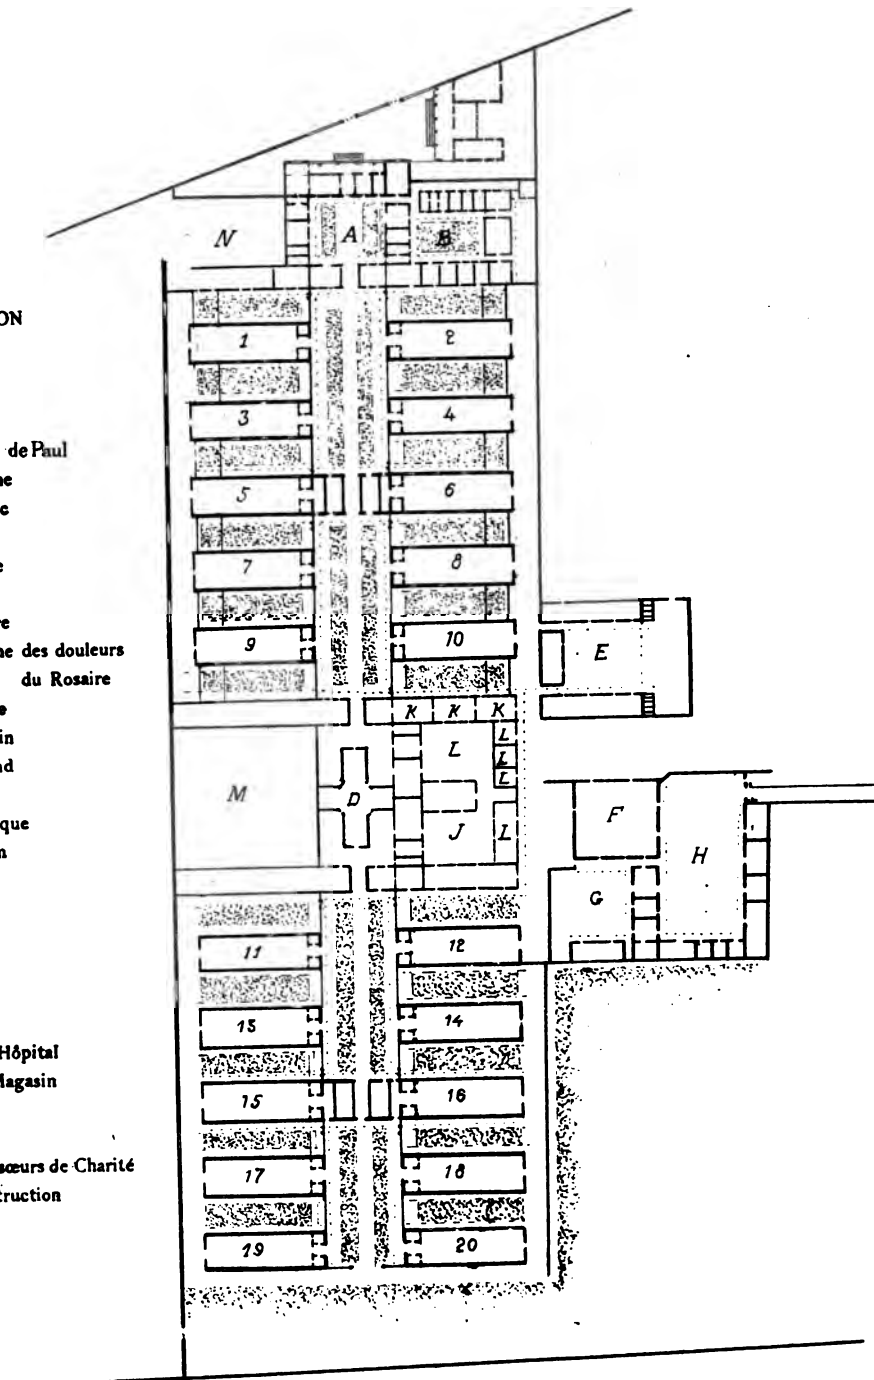 ON
de Paul
ne
e
e
re
ne des douleurs
du Rosaire
e
in
nd
que
n
Hôpital
Magasin
sœurs de Charité
truction
N A B
1 2
3 4
5 6
7 8
9 10 E
K K K
L L
L
L
M D F
J L H
G
11 12
13 14
15 16
17 18
19 20